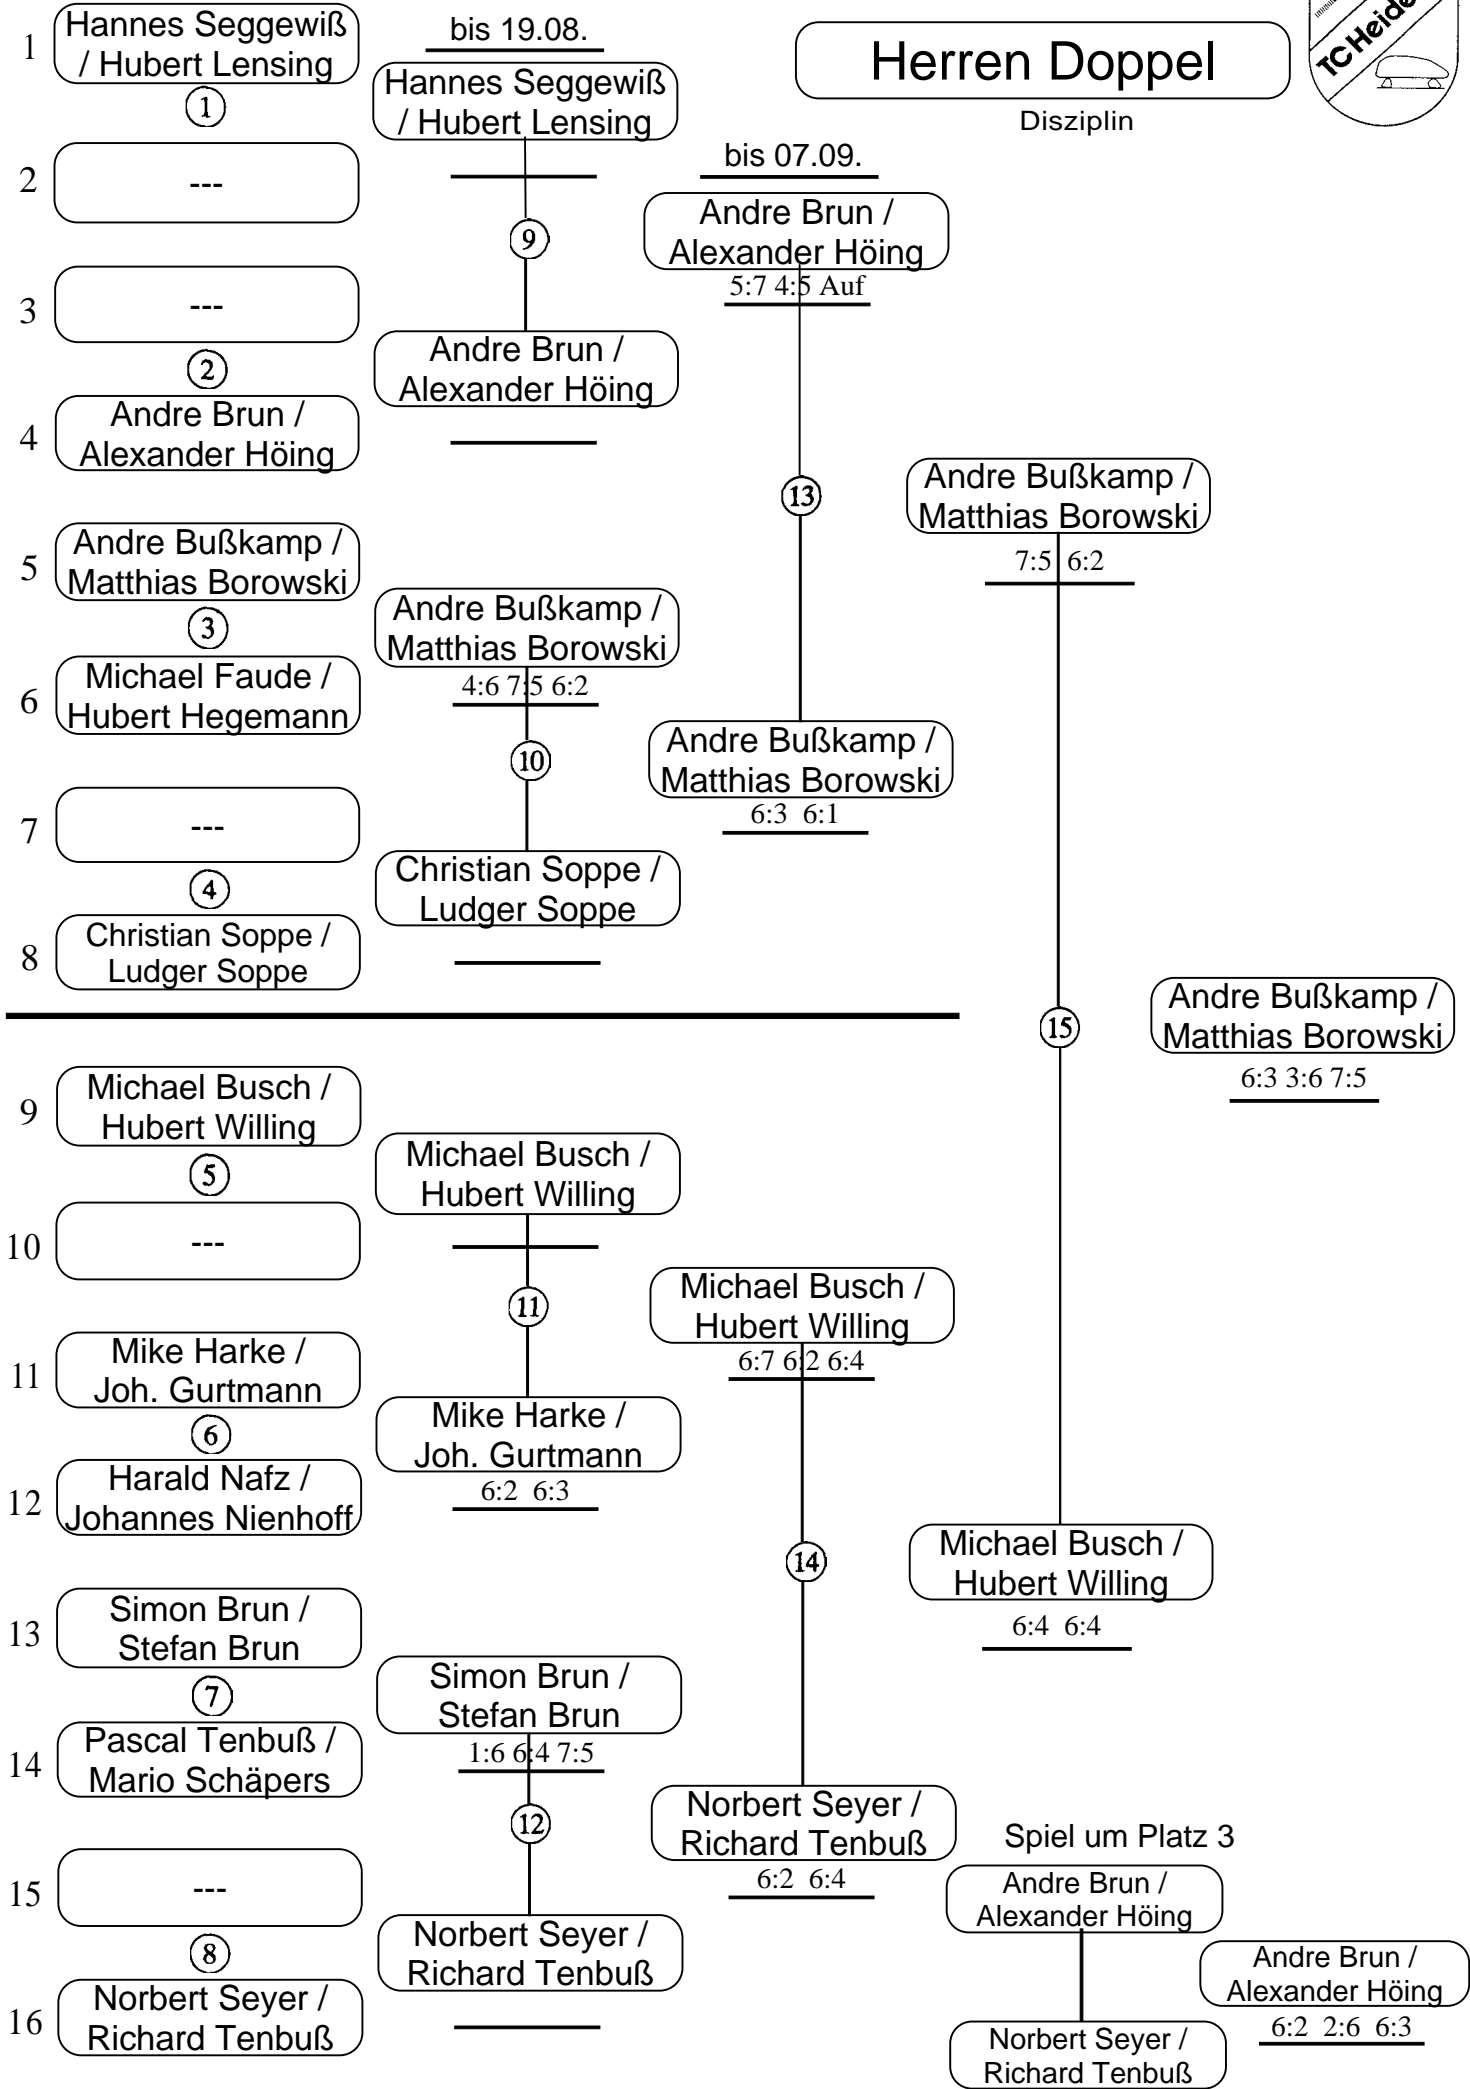 Herren Doppel
Disziplin
TC Heide
bis 19.08.
bis 07.09.
1
Hannes Seggewiß
/ Hubert Lensing
1
2
---
3
---
2
4
Andre Brun /
Alexander Höing
5
Andre Bußkamp /
Matthias Borowski
3
6
Michael Faude /
Hubert Hegemann
7
---
4
8
Christian Soppe /
Ludger Soppe
9
Michael Busch /
Hubert Willing
5
10
---
11
Mike Harke /
Joh. Gurtmann
6
12
Harald Nafz /
Johannes Nienhoff
13
Simon Brun /
Stefan Brun
7
14
Pascal Tenbuß /
Mario Schäpers
15
---
8
16
Norbert Seyer /
Richard Tenbuß
Hannes Seggewiß
/ Hubert Lensing
9
Andre Brun /
Alexander Höing
Andre Bußkamp /
Matthias Borowski
4:6 7:5 6:2
10
Christian Soppe /
Ludger Soppe
Michael Busch /
Hubert Willing
11
Mike Harke /
Joh. Gurtmann
6:2 6:3
Simon Brun /
Stefan Brun
1:6 6:4 7:5
12
Norbert Seyer /
Richard Tenbuß
Andre Brun /
Alexander Höing
5:7 4:5 Auf
13
Andre Bußkamp /
Matthias Borowski
6:3 6:1
Michael Busch /
Hubert Willing
6:7 6:2 6:4
14
Norbert Seyer /
Richard Tenbuß
6:2 6:4
Andre Bußkamp /
Matthias Borowski
7:5 6:2
15
Michael Busch /
Hubert Willing
6:4 6:4
Andre Bußkamp /
Matthias Borowski
6:3 3:6 7:5
Spiel um Platz 3
Andre Brun /
Alexander Höing
Norbert Seyer /
Richard Tenbuß
Andre Brun /
Alexander Höing
6:2 2:6 6:3